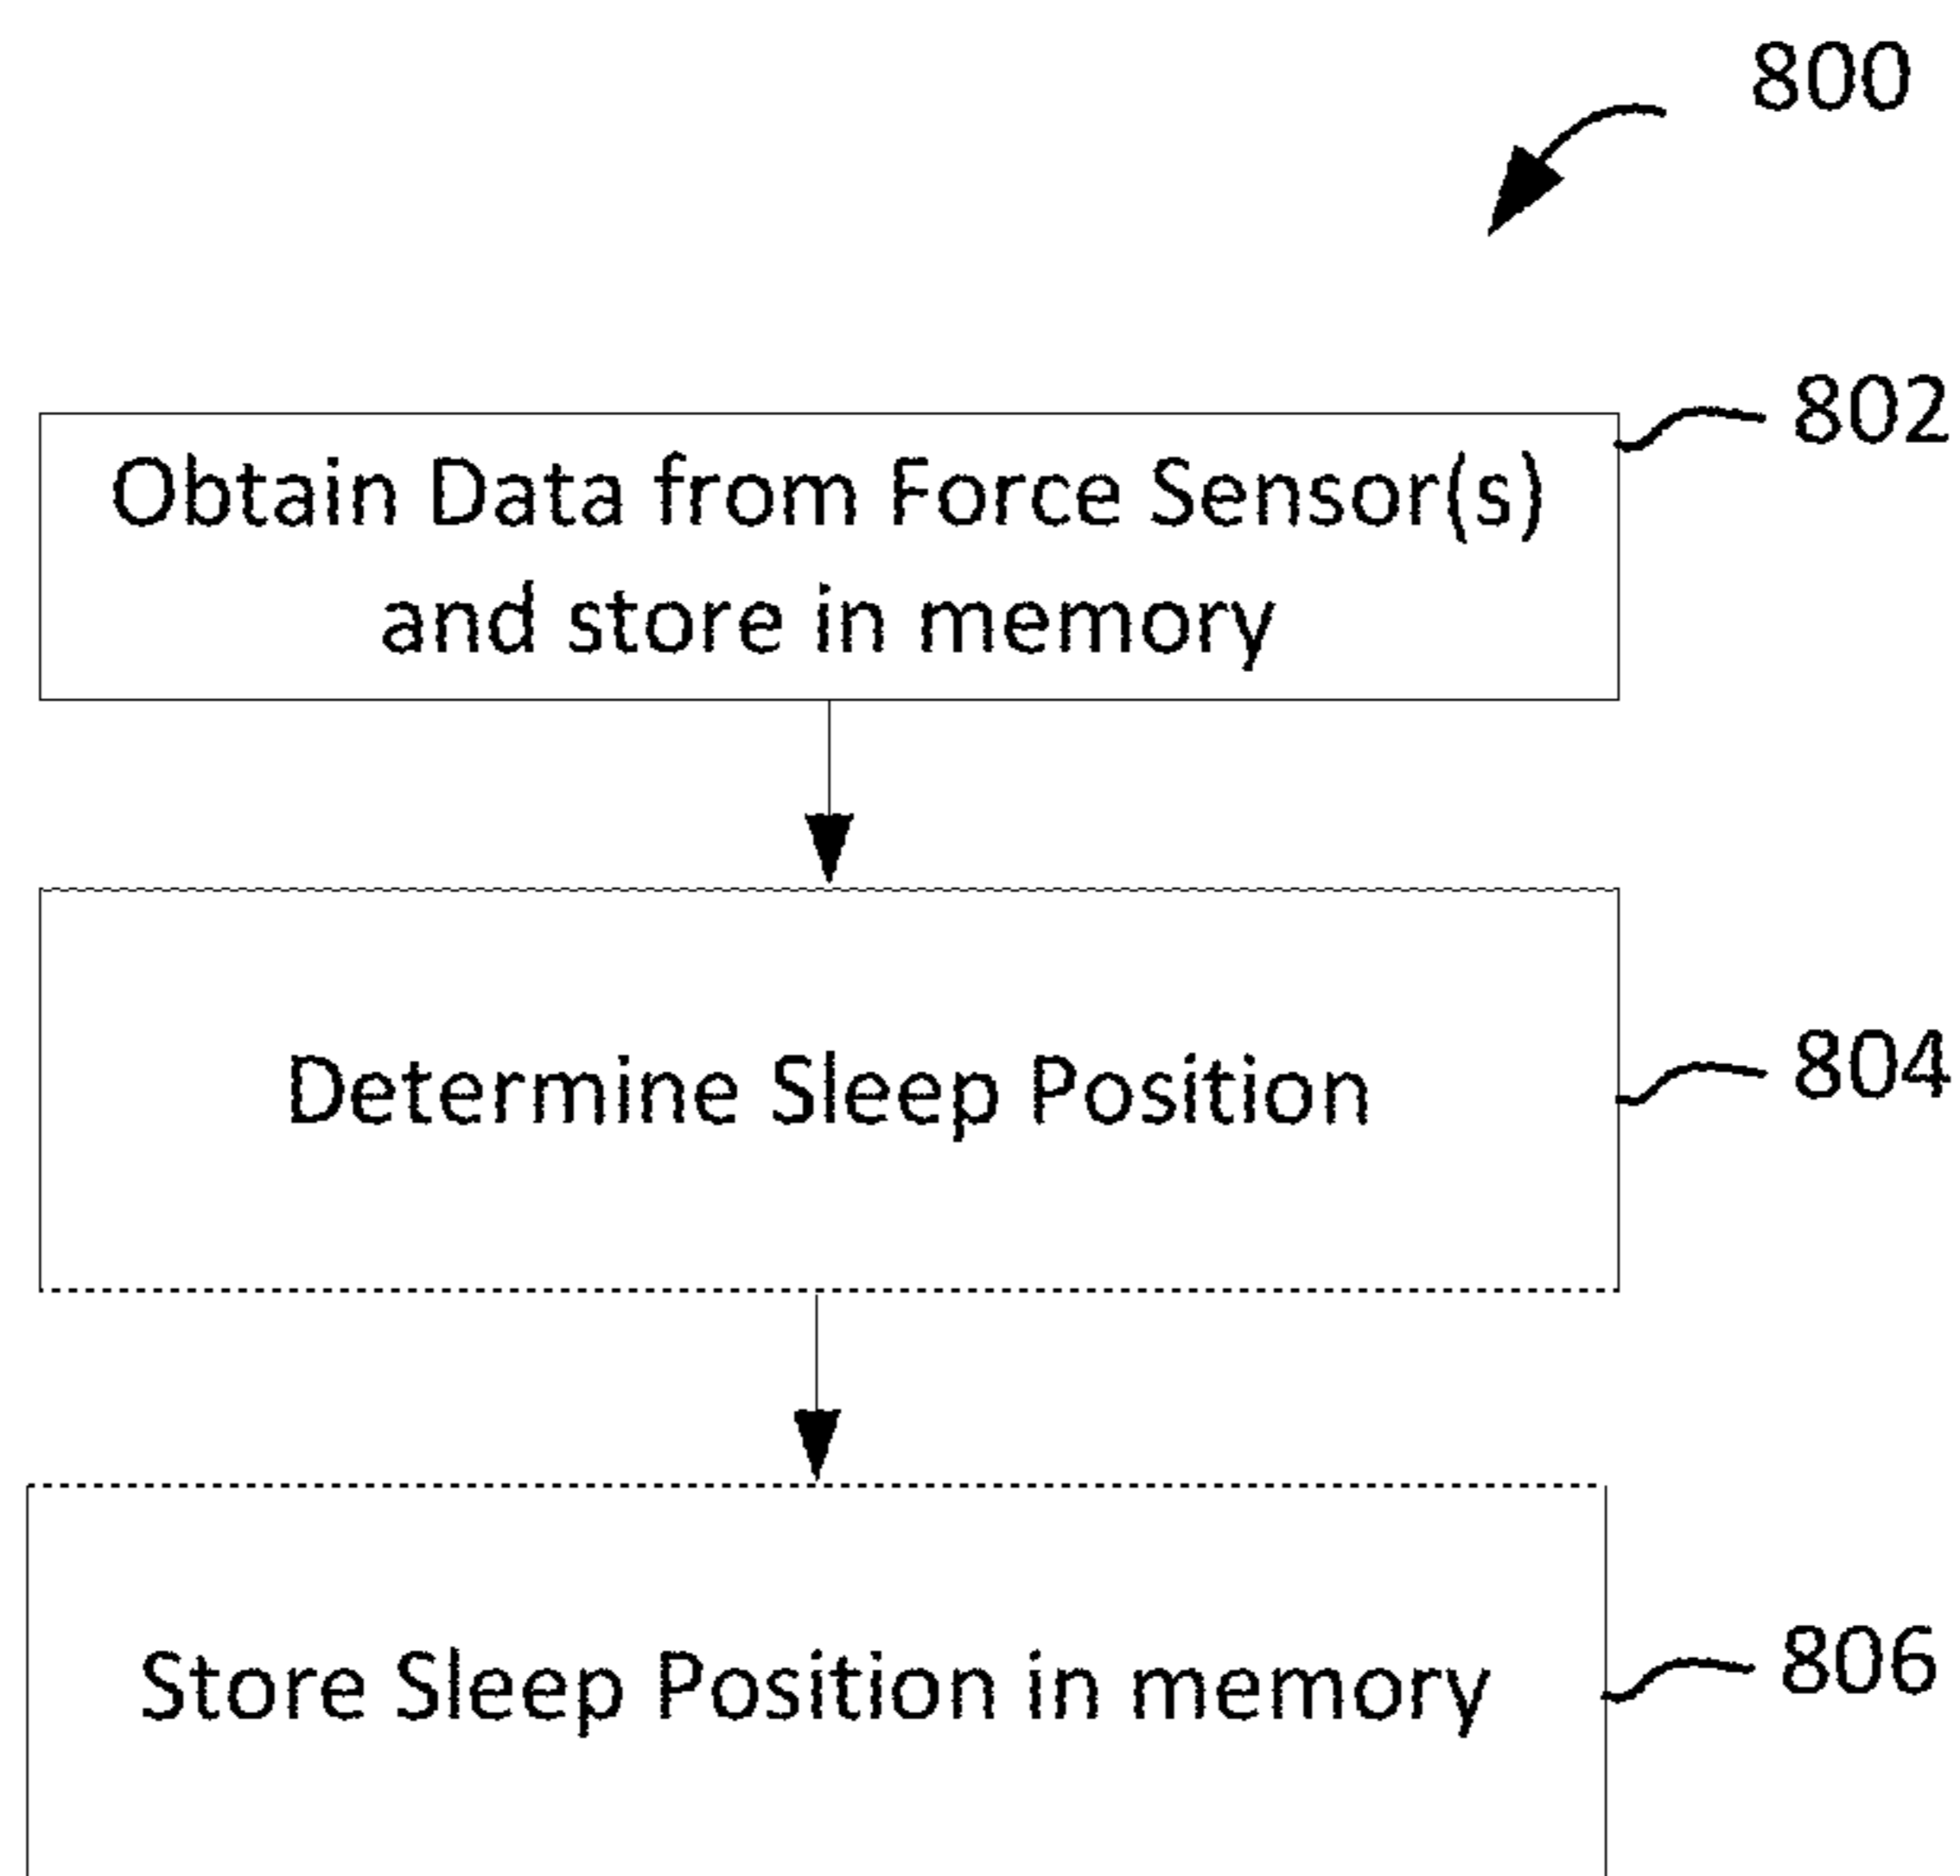 800
802
Obtain Data from Force Sensor(s)
and store in memory
Determine Sleep Position
804
Store Sleep Position in memory
806